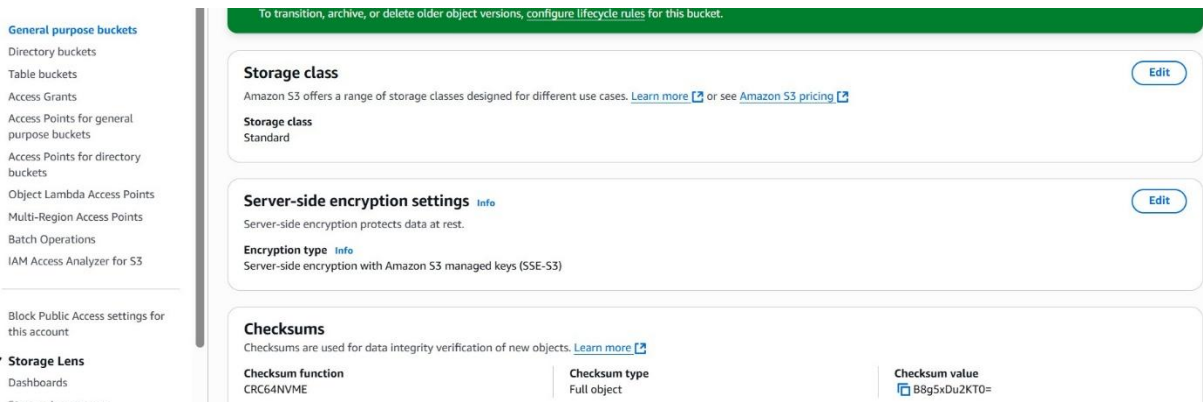 General purpose buckets
Directory buckets
Table buckets
Access Grants
Access Points for general
purpose buckets
Access Points for directory
buckets
Object Lambda Access Points
Multi-Region Access Points
Batch Operations
IAM Access Analyzer for S3
Block Public Access settings for
this account
Storage Lens
Dashboards
To transition, archive, or delete older object versions, configure lifecycle rules for this bucket.
Storage class
Edit
Amazon S3 offers a range of storage classes designed for different use cases. Learn more or see Amazon S3 pricing
Storage class
Standard
Server-side encryption settings Info
Edit
Server-side encryption protects data at rest.
Encryption type Info
Server-side encryption with Amazon S3 managed keys (SSE-S3)
Checksums
Checksums are used for data integrity verification of new objects. Learn more
Checksum function
CRC64NVME
Checksum type
Full object
Checksum value
B8g5xDu2KT0=